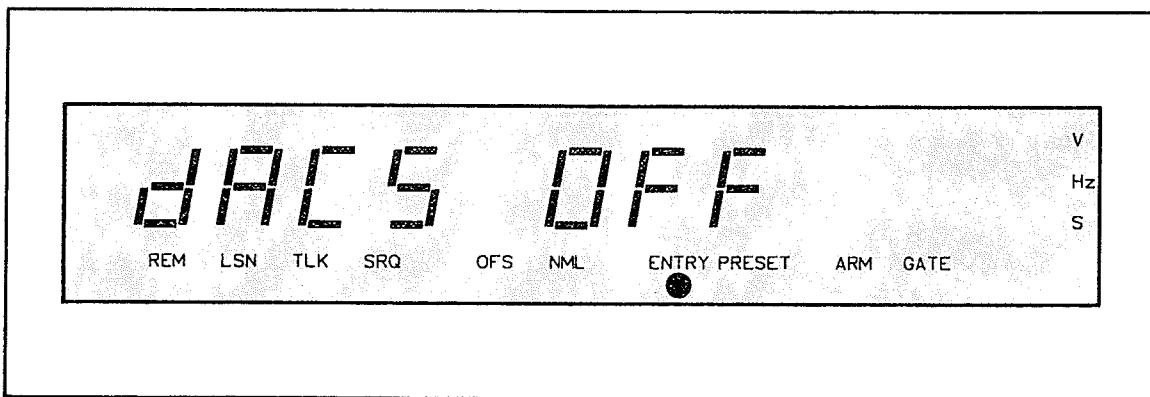 dACS OFF
V
Hz
S
REM LSN TLK SRQ OFS NML ENTRY PRESET ARM GATE